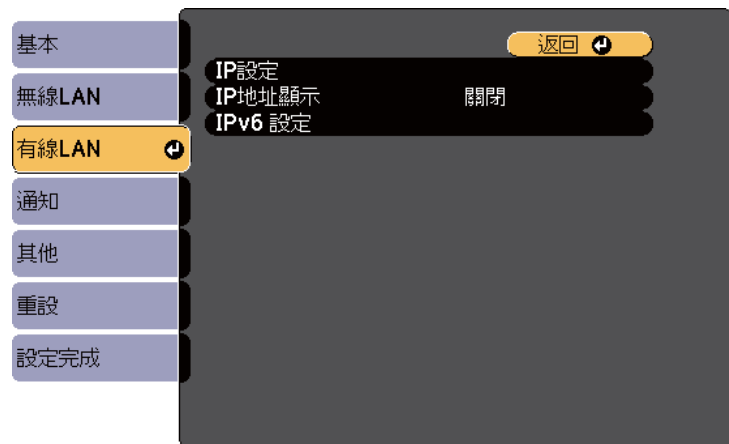 基本
無線LAN
有線LAN
通知
其他
重設
設定完成
返回
IP設定
IP地址顯示 關閉
IPv6 設定